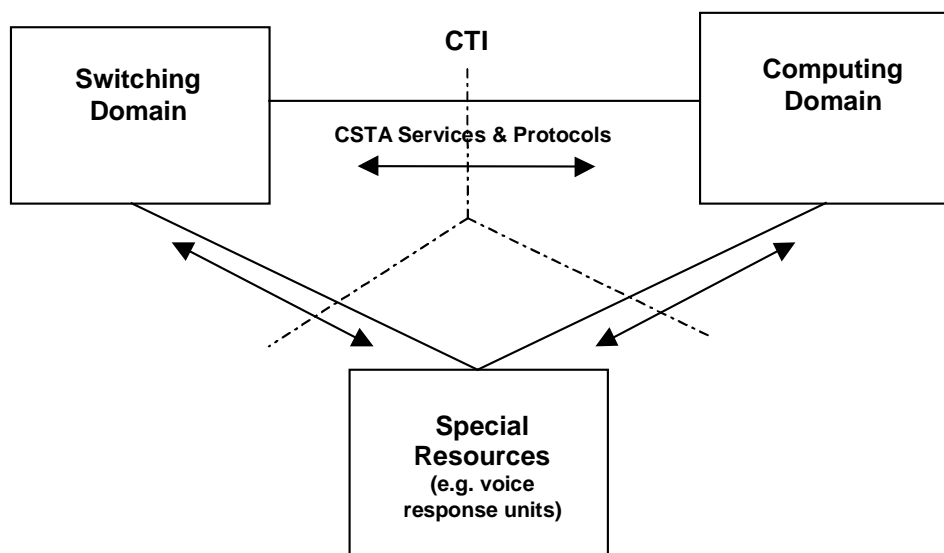 CTI
Switching
Domain
Computing
Domain
CSTA Services & Protocols
Special
Resources
(e.g. voice
response units)